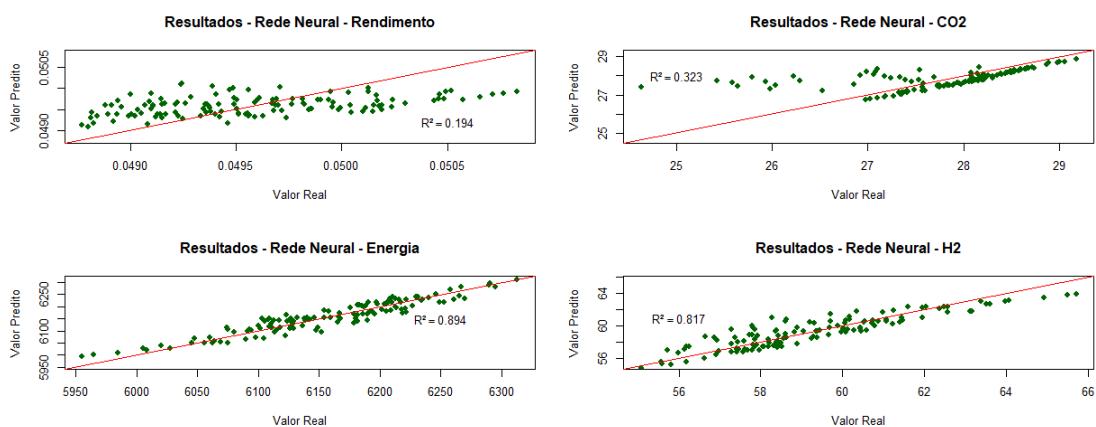 Resultados - Rede Neural - Rendimento
Valor Predito
0.0505
0.0490
R² = 0.194
0.0490 0.0495 0.0500 0.0505
Valor Real
Resultados - Rede Neural - CO2
Valor Predito
29
27
25
R² = 0.323
25 26 27 28 29
Valor Real
Resultados - Rede Neural - Energia
Valor Predito
6250
6100
5950
R² = 0.894
5950 6000 6050 6100 6150 6200 6250 6300
Valor Real
Resultados - Rede Neural - H2
Valor Predito
64
60
56
R² = 0.817
56 58 60 62 64 66
Valor Real